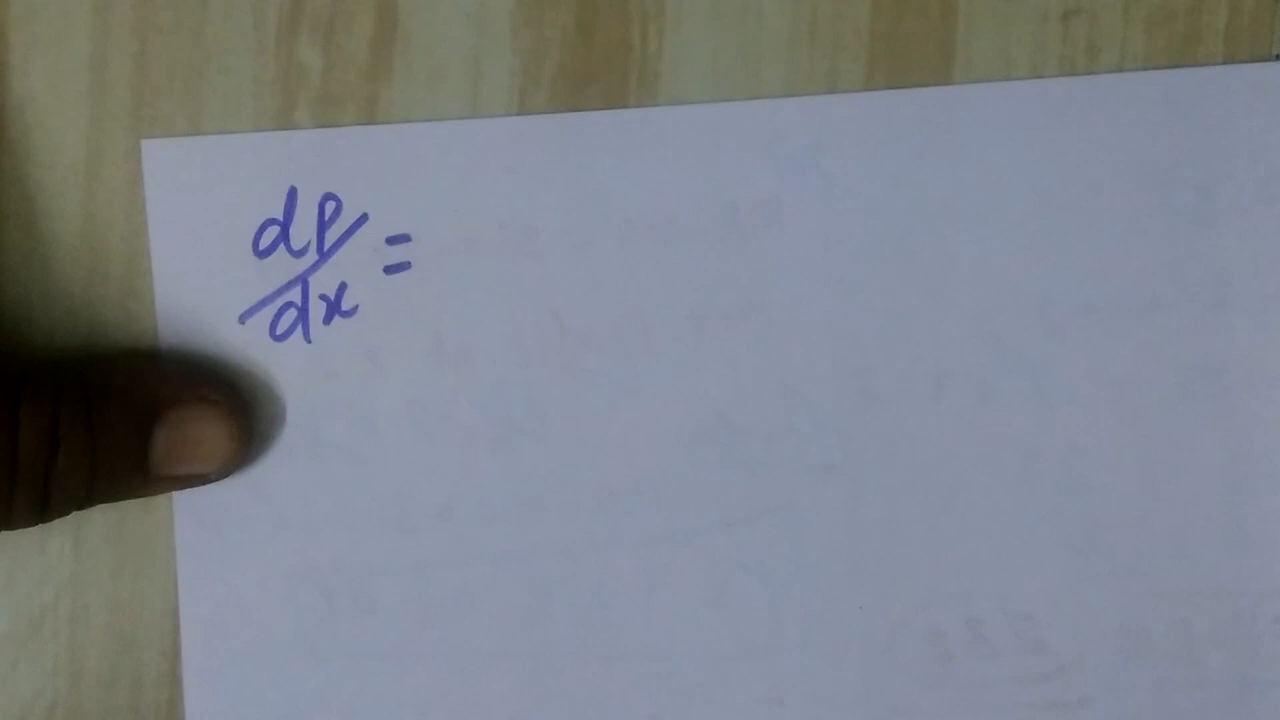 dP/dx =